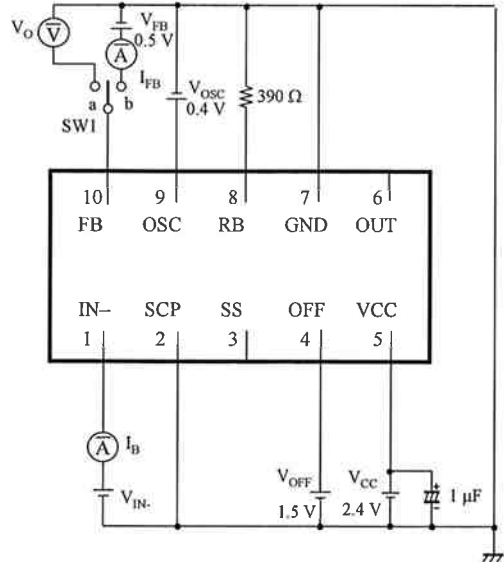 V_O V̅ V_FB
0.5 V
A̅ I_FB
a b
SW1
V_OSC
0.4 V
390 Ω
10 9 8 7 6
FB OSC RB GND OUT
IN– SCP SS OFF VCC
1 2 3 4 5
A̅ I_B
V_IN-
V_OFF
1.5 V
V_CC
2.4 V
+
-
1 μF